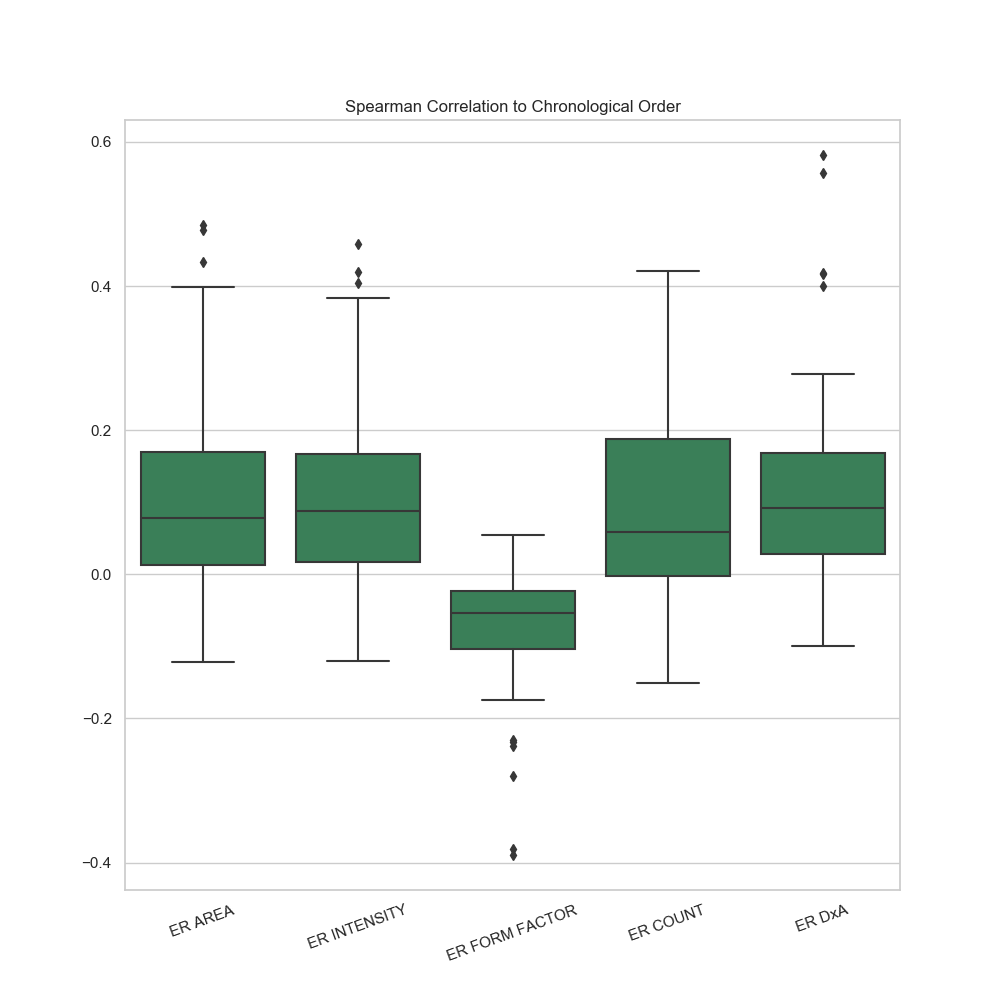 Spearman Correlation to Chronological Order
0.6
0.4
0.2
0.0
−0.2
−0.4
ER AREA
ER INTENSITY
ER FORM FACTOR
ER COUNT
ER DxA